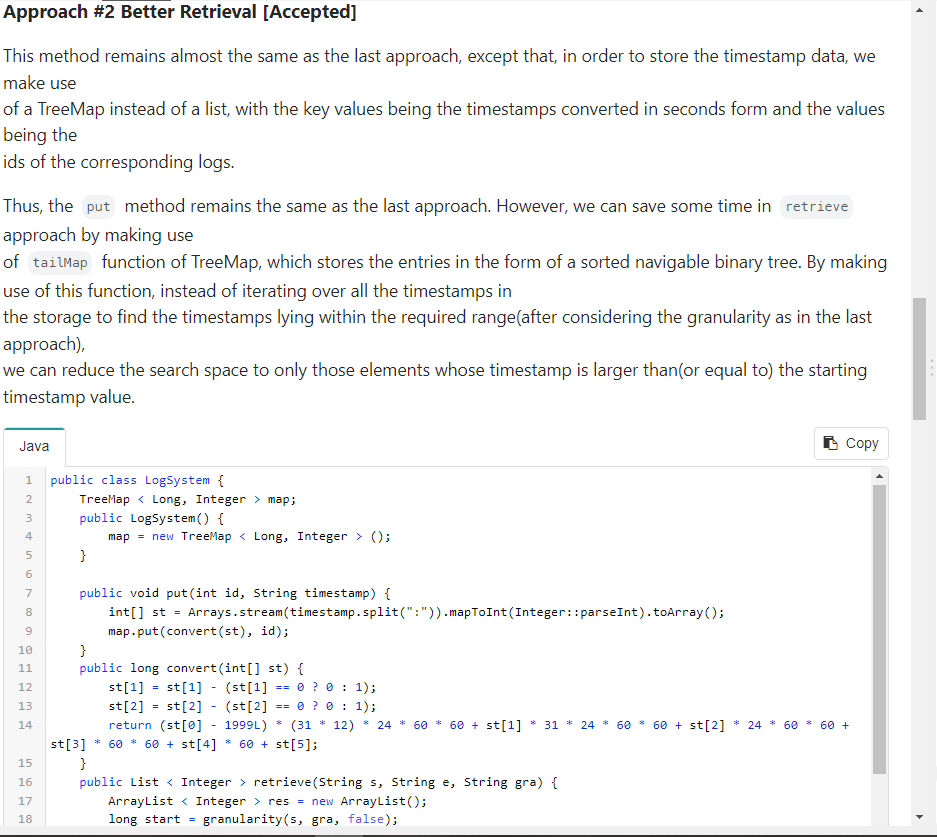 Approach #2 Better Retrieval [Accepted]
This method remains almost the same as the last approach, except that, in order to store the timestamp data, we
make use
of a TreeMap instead of a list, with the key values being the timestamps converted in seconds form and the values
being the
ids of the corresponding logs.
Thus, the put method remains the same as the last approach. However, we can save some time in retrieve
approach by making use
of tailMap function of TreeMap, which stores the entries in the form of a sorted navigable binary tree. By making
use of this function, instead of iterating over all the timestamps in
the storage to find the timestamps lying within the required range(after considering the granularity as in the last
approach),
we can reduce the search space to only those elements whose timestamp is larger than(or equal to) the starting
timestamp value.
Java Copy
1 public class LogSystem {
2 TreeMap < Long, Integer > map;
3 public LogSystem() {
4 map = new TreeMap < Long, Integer > ();
5 }
6
7 public void put(int id, String timestamp) {
8 int[] st = Arrays.stream(timestamp.split(":")).mapToInt(Integer::parseInt).toArray();
9 map.put(convert(st), id);
10 }
11 public long convert(int[] st) {
12 st[1] = st[1] - (st[1] == 0 ? 0 : 1);
13 st[2] = st[2] - (st[2] == 0 ? 0 : 1);
14 return (st[0] - 1999L) * (31 * 12) * 24 * 60 * 60 + st[1] * 31 * 24 * 60 * 60 + st[2] * 24 * 60 * 60 +
st[3] * 60 * 60 + st[4] * 60 + st[5];
15 }
16 public List < Integer > retrieve(String s, String e, String gra) {
17 ArrayList < Integer > res = new ArrayList();
18 long start = granularity(s, gra, false);